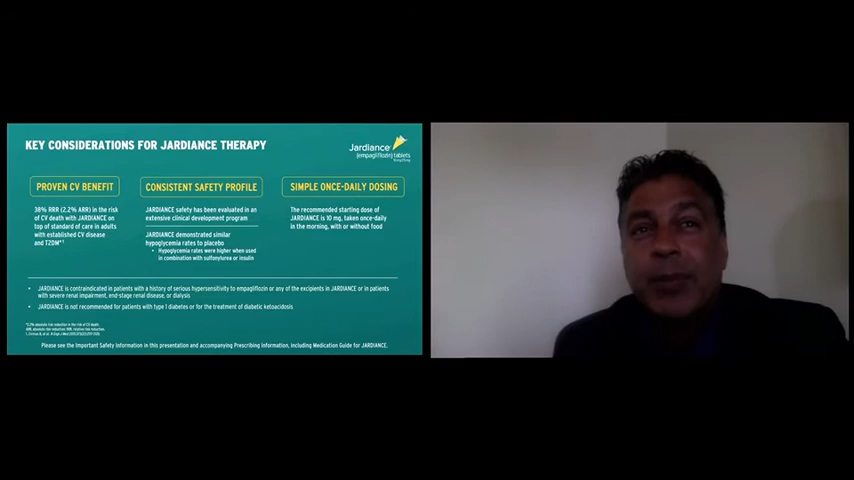 KEY CONSIDERATIONS FOR JARDIANCE THERAPY
Jardiance
(empagliflozin) tablets
PROVEN CV BENEFIT
38% RRR (2.2% ARR) in the risk
of CV death with JARDIANCE on
top of standard of care in adults
with established CV disease
and T2DM*¹
CONSISTENT SAFETY PROFILE
JARDIANCE safety has been evaluated in an
extensive clinical development program
JARDIANCE demonstrated similar
hypoglycemia rates to placebo
• Hypoglycemia rates were higher when used
in combination with sulfonylurea or insulin
SIMPLE ONCE-DAILY DOSING
The recommended starting dose of
JARDIANCE is 10 mg, taken once-daily
in the morning, with or without food
• JARDIANCE is contraindicated in patients with a history of serious hypersensitivity to empagliflozin or any of the excipients in JARDIANCE or in patients
with severe renal impairment, end-stage renal disease, or dialysis
• JARDIANCE is not recommended for patients with type 1 diabetes or for the treatment of diabetic ketoacidosis
Please see the Important Safety Information in this presentation and accompanying Prescribing Information, including Medication Guide for JARDIANCE.